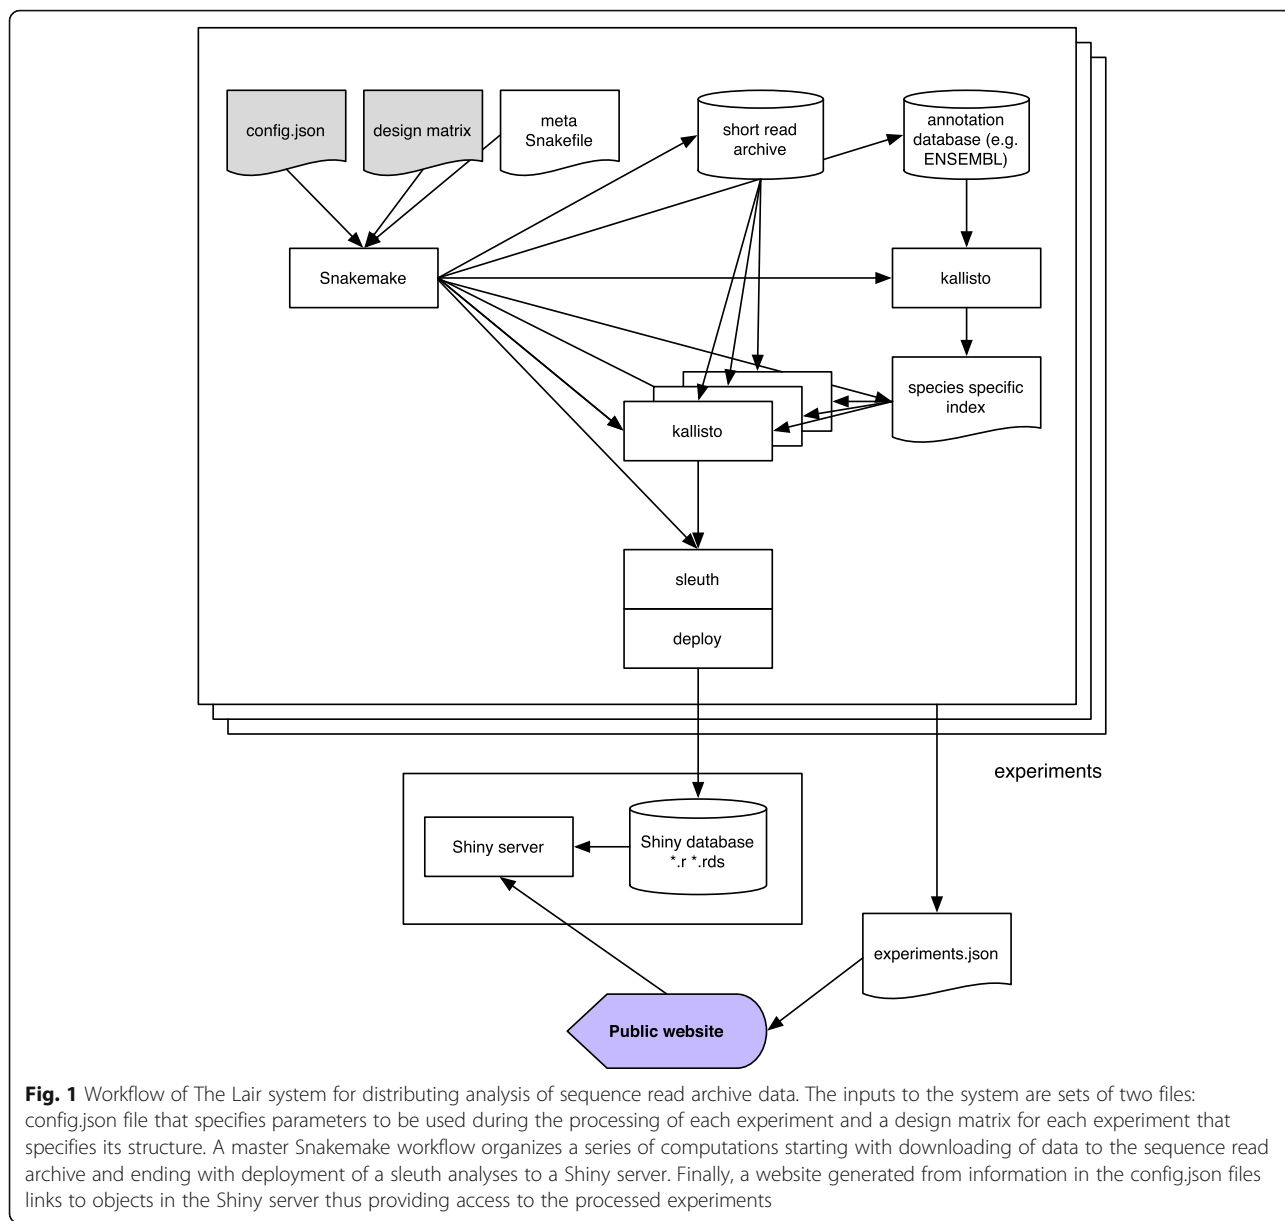 config.json
design matrix
meta
Snakefile
short read
archive
annotation
database (e.g.
ENSEMBL)
Snakemake
kallisto
species specific
index
kallisto
sleuth
deploy
experiments
Shiny server
Shiny database
*.r *.rds
experiments.json
Public website
Fig. 1 Workflow of The Lair system for distributing analysis of sequence read archive data. The inputs to the system are sets of two files:
config.json file that specifies parameters to be used during the processing of each experiment and a design matrix for each experiment that
specifies its structure. A master Snakemake workflow organizes a series of computations starting with downloading of data to the sequence read
archive and ending with deployment of a sleuth analyses to a Shiny server. Finally, a website generated from information in the config.json files
links to objects in the Shiny server thus providing access to the processed experiments